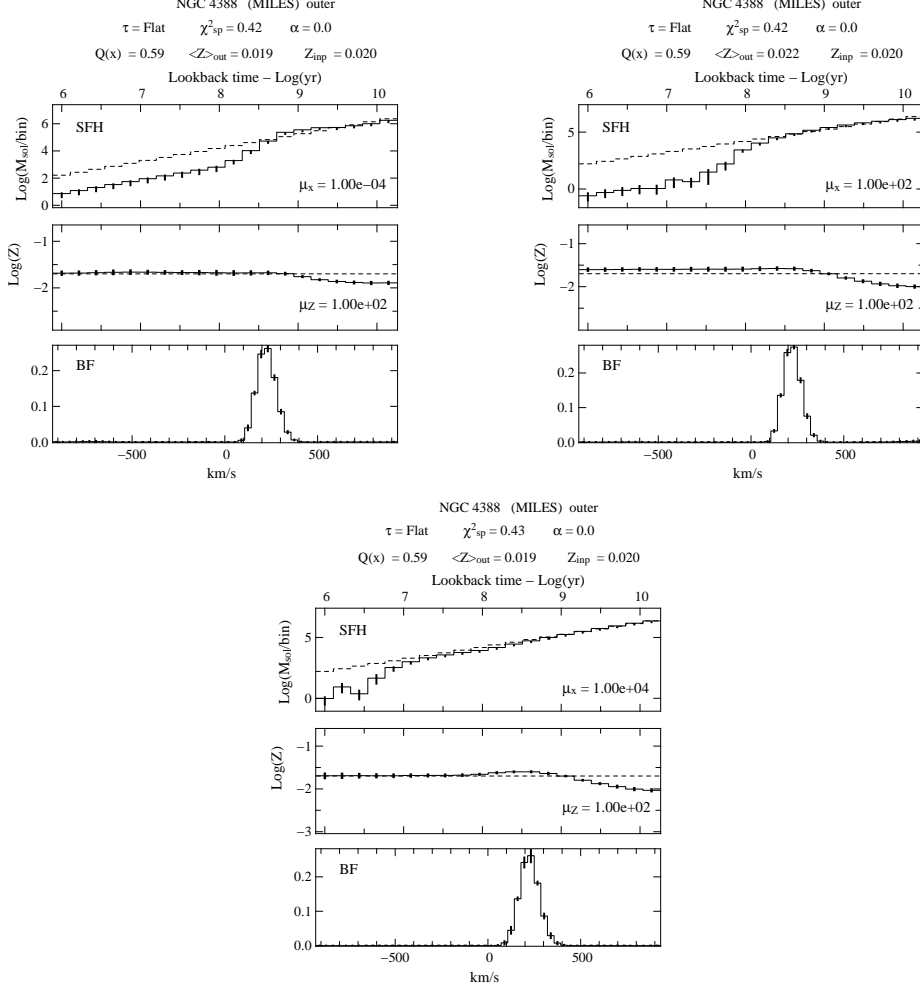 NGC 4388 (MILES) outer
τ = Flat χ²sp = 0.42 α = 0.0
Q(x) = 0.59 <Z>out = 0.019 Zinp = 0.020
Lookback time − Log(yr)
6 7 8 9 10
Log(Msol/bin)
6
4
2
0
SFH
μx = 1.00e−04
Log(Z)
−1
−2
μZ = 1.00e+02
BF
0.2
0.1
0.0
−500 0 500
km/s
NGC 4388 (MILES) outer
τ = Flat χ²sp = 0.42 α = 0.0
Q(x) = 0.59 <Z>out = 0.022 Zinp = 0.020
Lookback time − Log(yr)
6 7 8 9 10
Log(Msol/bin)
5
0
SFH
μx = 1.00e+02
Log(Z)
−1
−2
μZ = 1.00e+02
BF
0.2
0.1
0.0
−500 0 500
km/s
NGC 4388 (MILES) outer
τ = Flat χ²sp = 0.43 α = 0.0
Q(x) = 0.59 <Z>out = 0.019 Zinp = 0.020
Lookback time − Log(yr)
6 7 8 9 10
Log(Msol/bin)
5
0
SFH
μx = 1.00e+04
Log(Z)
−1
−2
−3
μZ = 1.00e+02
BF
0.2
0.1
0.0
−500 0 500
km/s